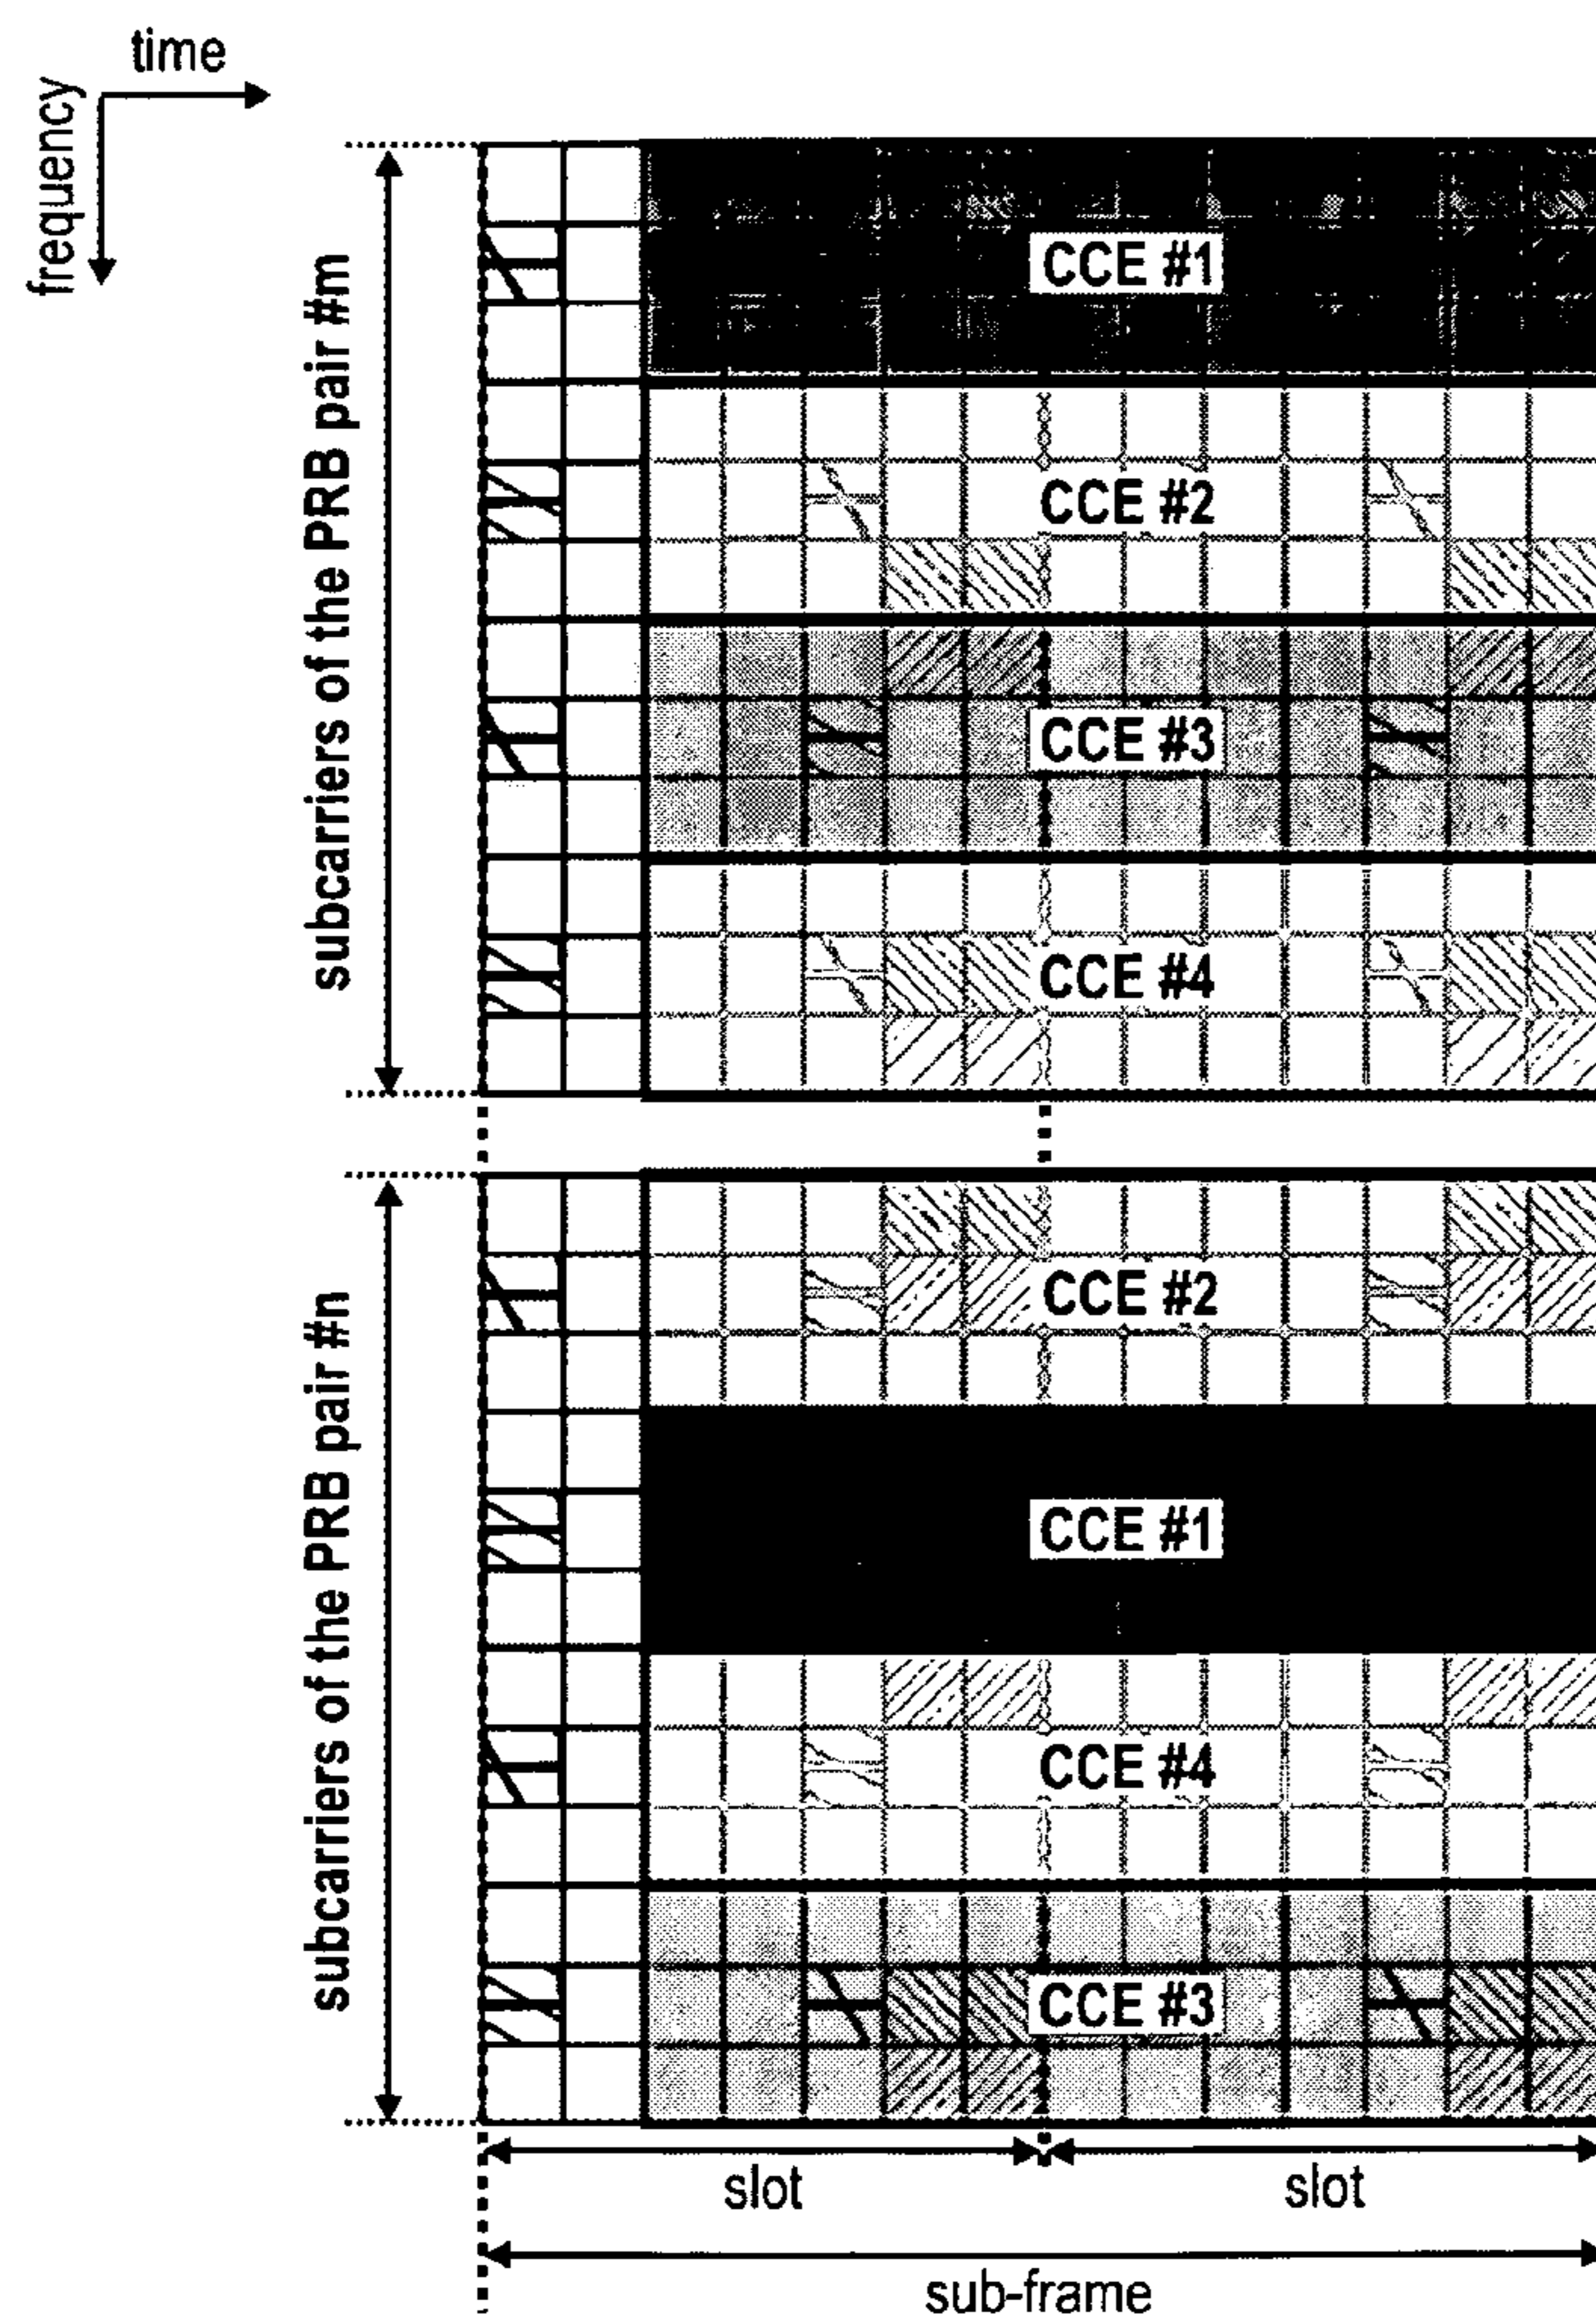 time
frequency
subcarriers of the PRB pair #m
CCE #1
CCE #2
CCE #3
CCE #4
subcarriers of the PRB pair #n
CCE #2
CCE #1
CCE #4
CCE #3
slot
slot
sub-frame